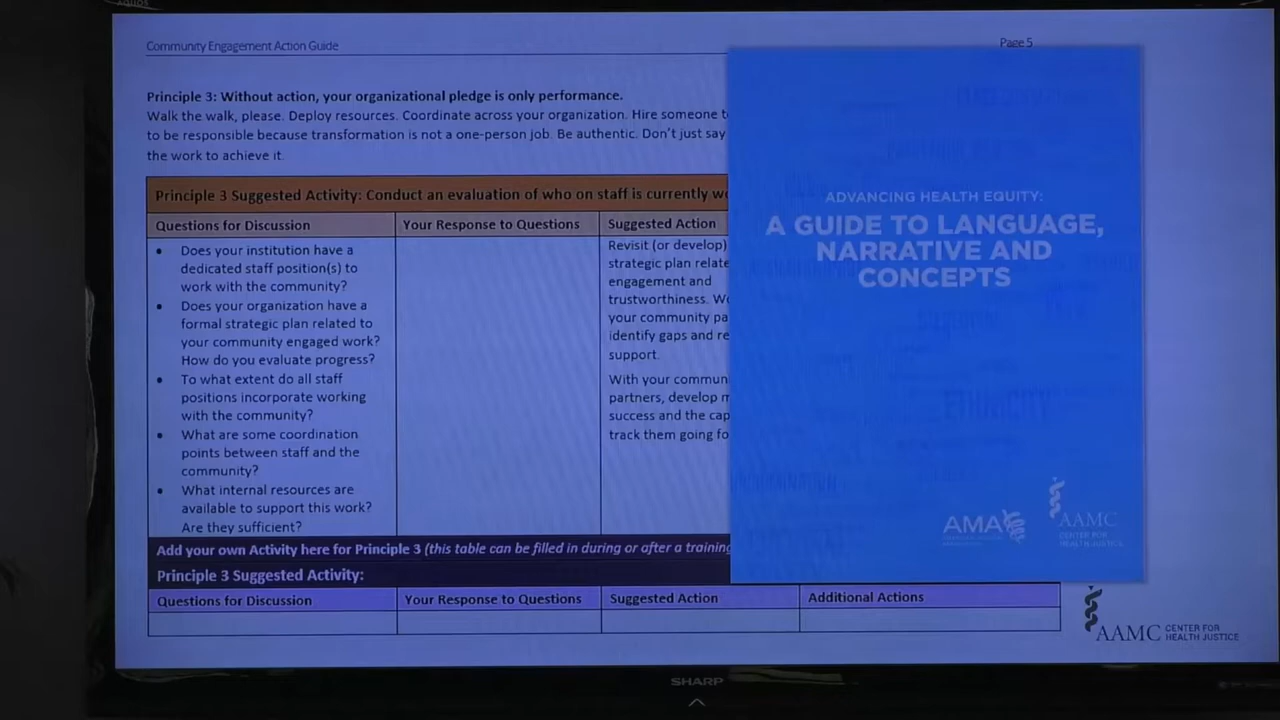 Community Engagement Action Guide
Page 5
Principle 3: Without action, your organizational pledge is only performance.
Walk the walk, please. Deploy resources. Coordinate across your organization. Hire someone t
to be responsible because transformation is not a one-person job. Be authentic. Don't just say
the work to achieve it.
Principle 3 Suggested Activity: Conduct an evaluation of who on staff is currently wo
Questions for Discussion
Your Response to Questions
Suggested Action
• Does your institution have a
dedicated staff position(s) to
work with the community?
• Does your organization have a
formal strategic plan related to
your community engaged work?
How do you evaluate progress?
• To what extent do all staff
positions incorporate working
with the community?
• What are some coordination
points between staff and the
community?
• What internal resources are
available to support this work?
Are they sufficient?
Revisit (or develop)
strategic plan relate
engagement and
trustworthiness. Wo
your community pa
identify gaps and re
support.
With your commun
partners, develop m
success and the cap
track them going fo
Add your own Activity here for Principle 3 (this table can be filled in during or after a training
Principle 3 Suggested Activity:
Questions for Discussion
Your Response to Questions
Suggested Action
Additional Actions
ADVANCING HEALTH EQUITY:
A GUIDE TO LANGUAGE,
NARRATIVE AND
CONCEPTS
ETHNICITY
AMA
AAMC
CENTER FOR
HEALTH JUSTICE
AAMC CENTER FOR
HEALTH JUSTICE
SHARP